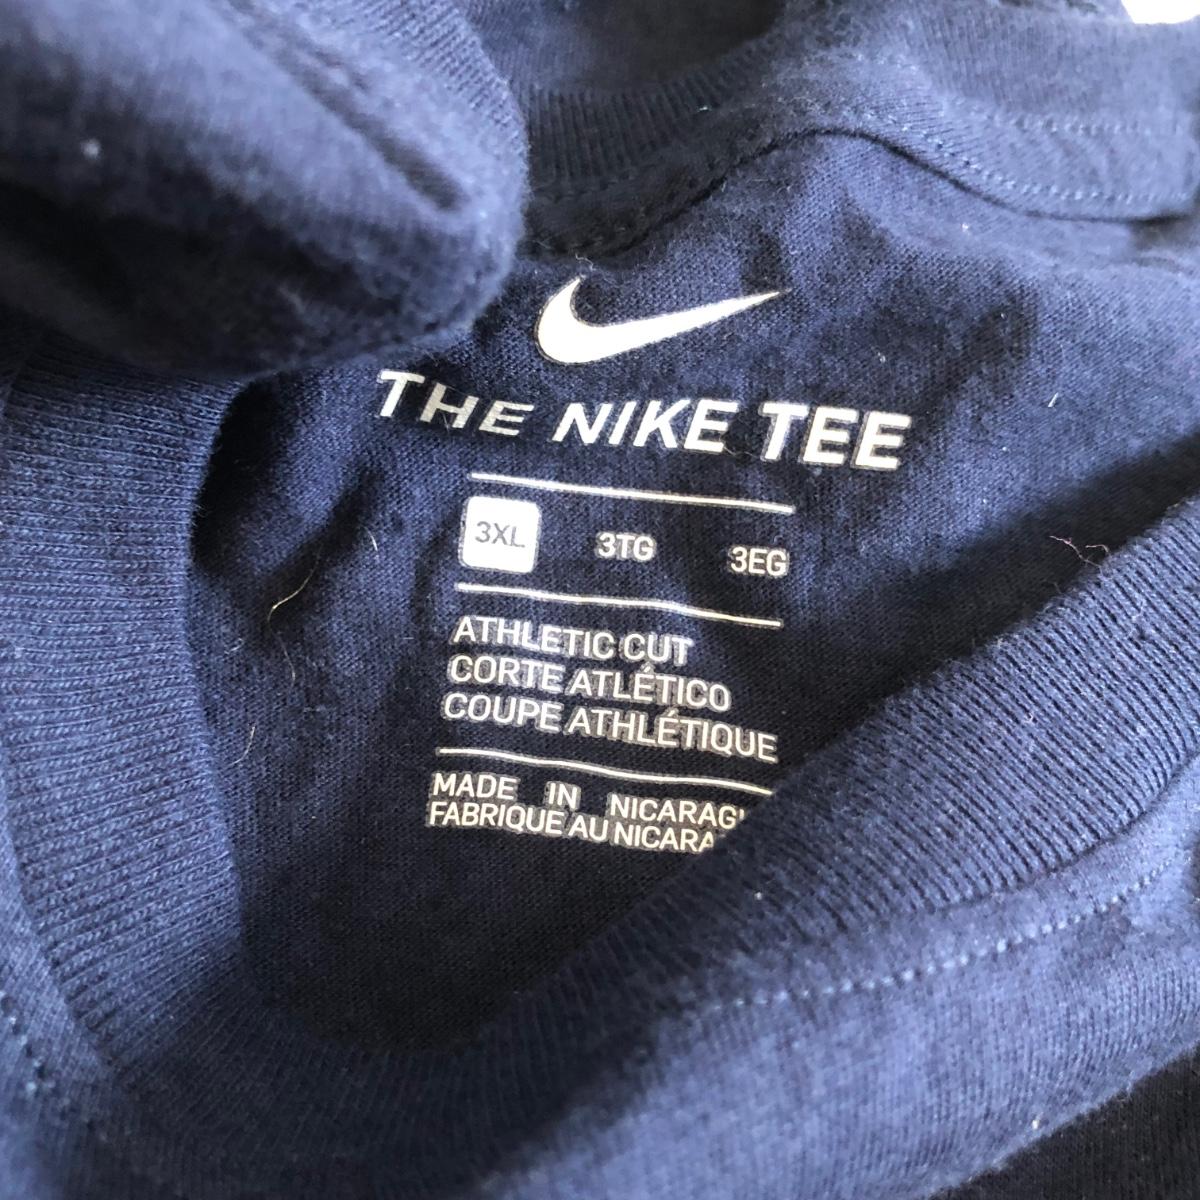 THE NIKE TEE
3XL 3TG 3EG
ATHLETIC CUT
CORTE ATLÉTICO
COUPE ATHLÉTIQUE
MADE IN
FABRIQUE AU